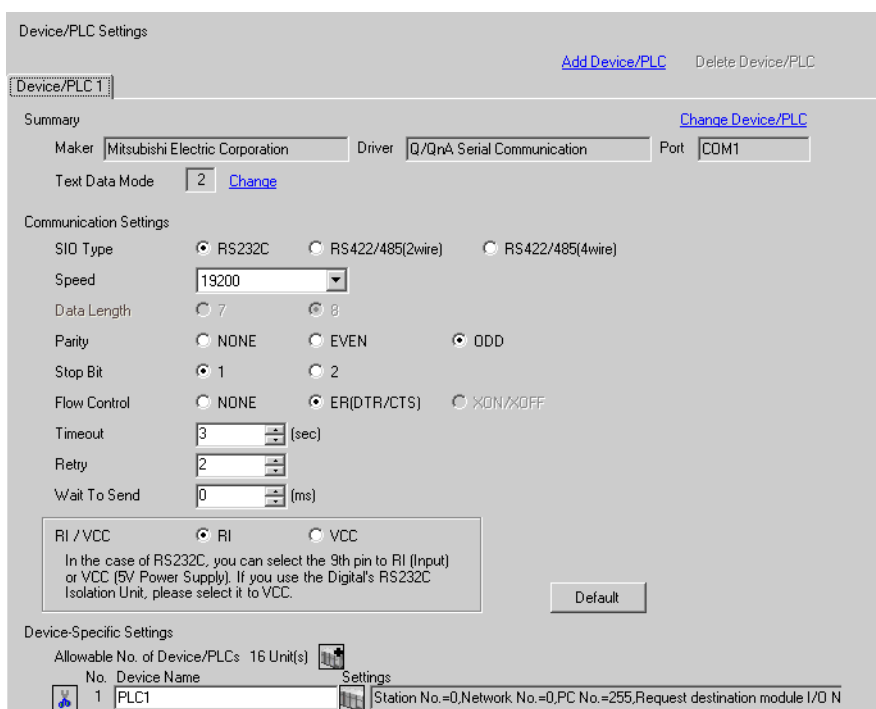 Device/PLC Settings
Add Device/PLC Delete Device/PLC
Device/PLC 1
Summary Change Device/PLC
Maker Mitsubishi Electric Corporation Driver Q/QnA Serial Communication Port COM1
Text Data Mode 2 Change
Communication Settings
SIO Type RS232C RS422/485(2wire) RS422/485(4wire)
Speed 19200
Data Length 7 8
Parity NONE EVEN ODD
Stop Bit 1 2
Flow Control NONE ER(DTR/CTS) XON/XOFF
Timeout 3 (sec)
Retry 2
Wait To Send 0 (ms)
RI / VCC RI VCC
In the case of RS232C, you can select the 9th pin to RI (Input)
or VCC (5V Power Supply). If you use the Digital's RS232C
Isolation Unit, please select it to VCC.
Default
Device-Specific Settings
Allowable No. of Device/PLCs 16 Unit(s)
No. Device Name Settings
1 PLC1 Station No.=0,Network No.=0,PC No.=255,Request destination module I/O N